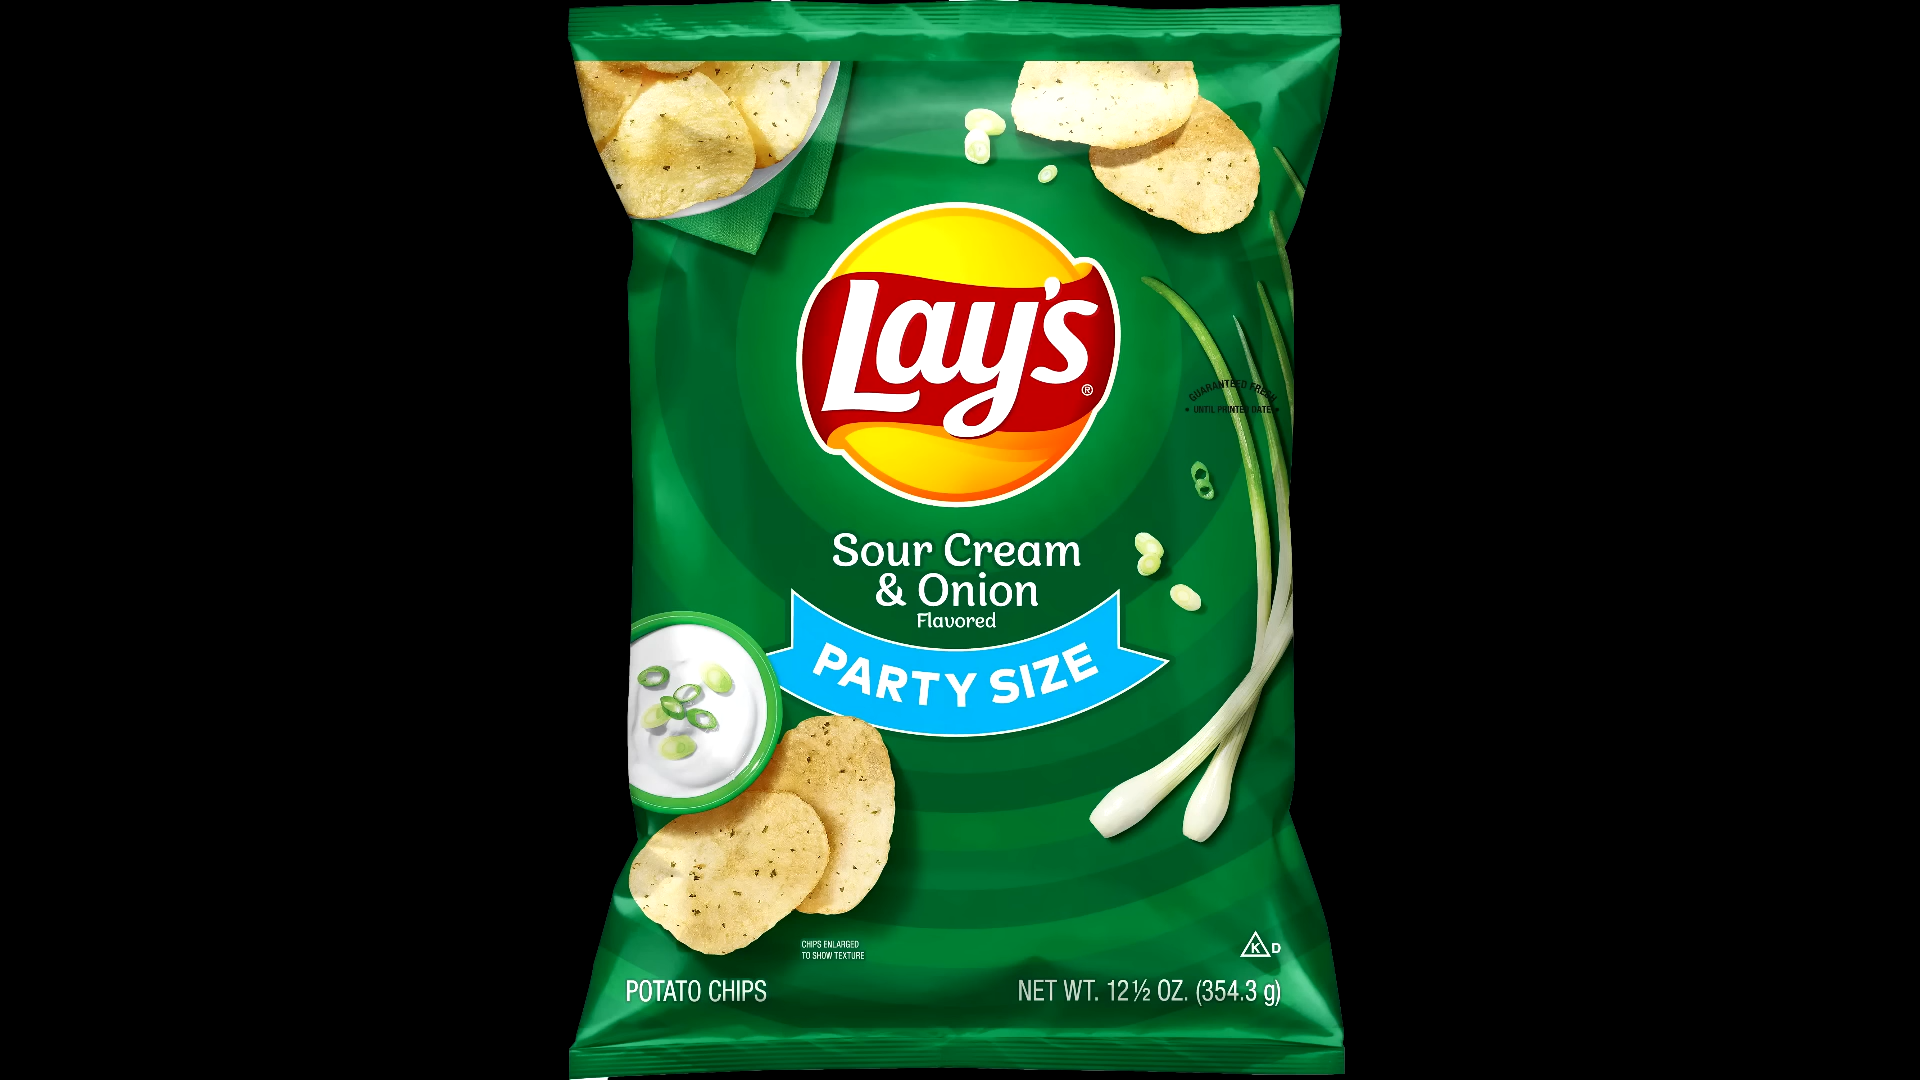 Lay's®
GUARANTEED FRESH
• UNTIL PRINTED DATE •
Sour Cream
& Onion
Flavored
PARTY SIZE
CHIPS ENLARGED
TO SHOW TEXTURE
K D
POTATO CHIPS
NET WT. 12½ OZ. (354.3 g)